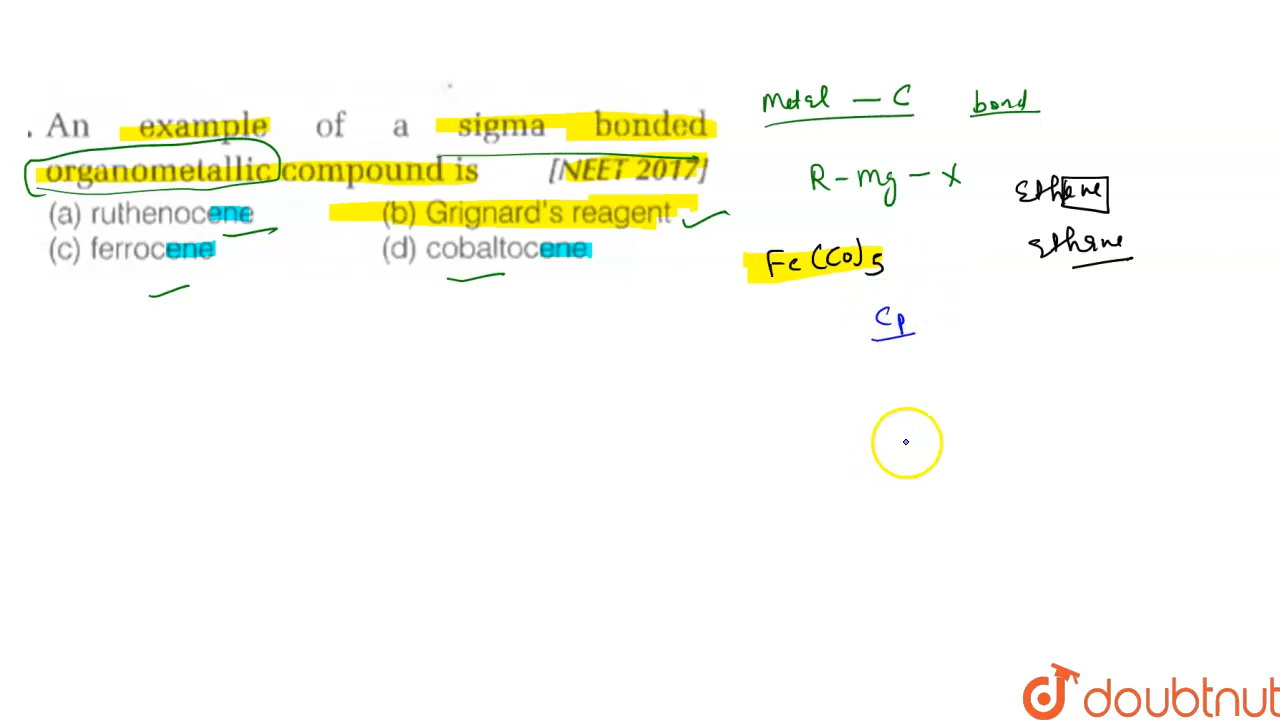 . An example of a sigma bonded
organometallic compound is [NEET 2017]
(a) ruthenocene (b) Grignard's reagent
(c) ferrocene (d) cobaltocene
Metal — C bond
R - Mg - X
Ethene
Ethane
Fe (CO) 5
Cp
doubtnut